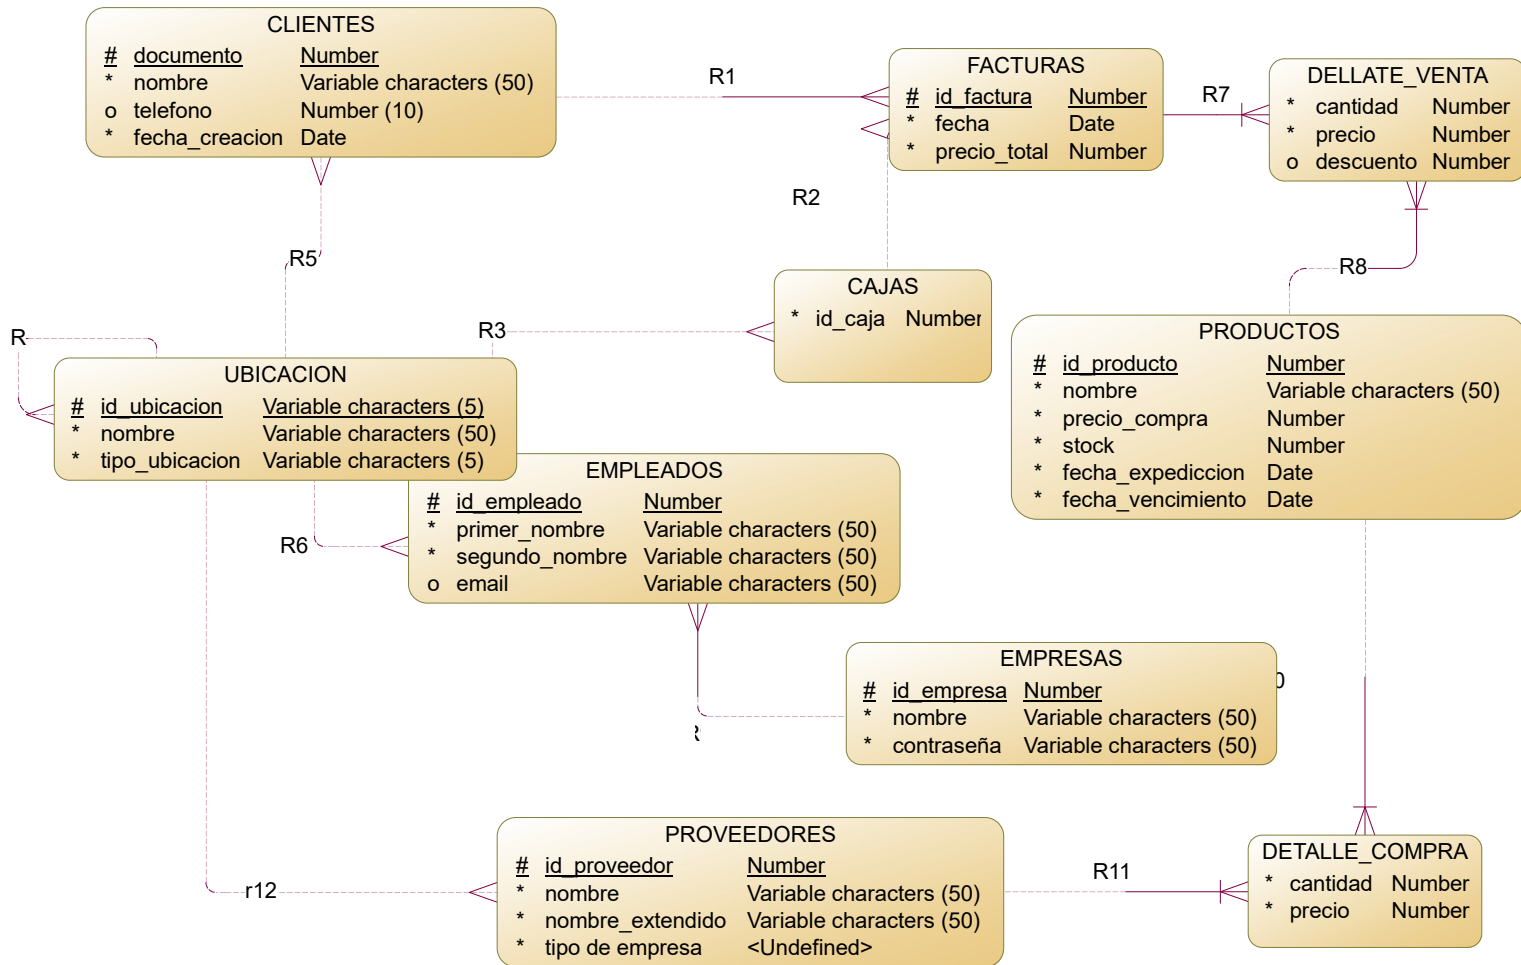 CLIENTES
# documento Number
* nombre Variable characters (50)
o telefono Number (10)
* fecha_creacion Date
R1
FACTURAS
# id_factura Number
* fecha Date
* precio_total Number
R7
DELLATE_VENTA
* cantidad Number
* precio Number
o descuento Number
R2
R5
R8
CAJAS
* id_caja Number
R3
R
PRODUCTOS
# id_producto Number
* nombre Variable characters (50)
* precio_compra Number
* stock Number
* fecha_expediccion Date
* fecha_vencimiento Date
UBICACION
# id_ubicacion Variable characters (5)
* nombre Variable characters (50)
* tipo_ubicacion Variable characters (5)
EMPLEADOS
# id_empleado Number
* primer_nombre Variable characters (50)
* segundo_nombre Variable characters (50)
o email Variable characters (50)
R6
EMPRESAS
# id_empresa Number
* nombre Variable characters (50)
* contraseña Variable characters (50)
PROVEEDORES
# id_proveedor Number
* nombre Variable characters (50)
* nombre_extendido Variable characters (50)
* tipo de empresa <Undefined>
r12
R11
DETALLE_COMPRA
* cantidad Number
* precio Number